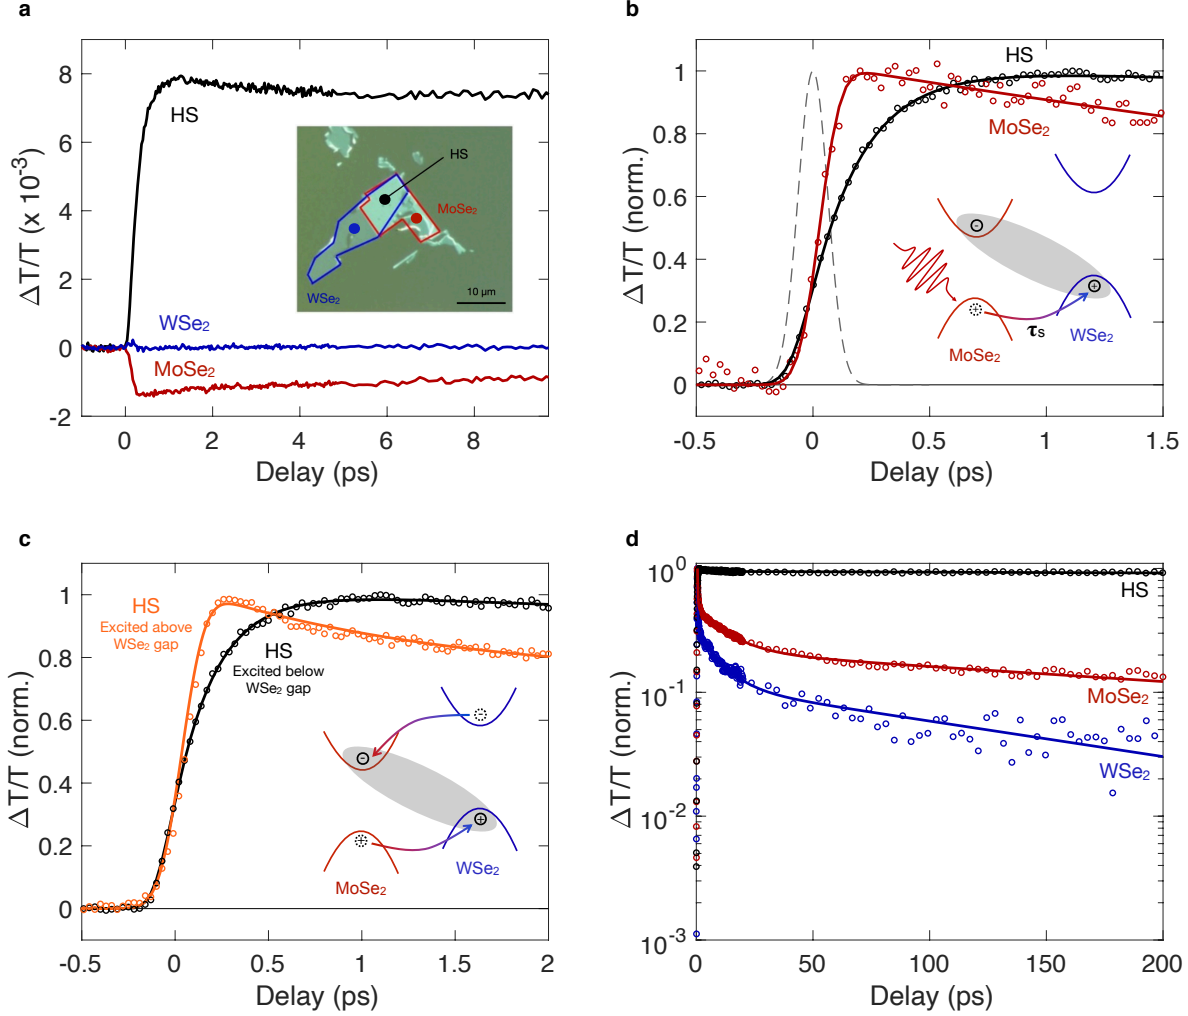 a
8
6
4
2
0
-2
ΔT/T (x 10⁻³)
0
2
4
6
8
Delay (ps)
HS
WSe₂
MoSe₂
HS
MoSe₂
WSe₂
10 µm
b
1
0.8
0.6
0.4
0.2
0
ΔT/T (norm.)
-0.5
0
0.5
1
1.5
Delay (ps)
HS
MoSe₂
-
+
+
τs
WSe₂
MoSe₂
c
1
0.8
0.6
0.4
0.2
0
ΔT/T (norm.)
-0.5
0
0.5
1
1.5
2
Delay (ps)
HS
Excited above
WSe₂ gap
HS
Excited below
WSe₂ gap
-
-
+
+
WSe₂
MoSe₂
d
10⁰
10⁻¹
10⁻²
10⁻³
ΔT/T (norm.)
0
50
100
150
200
Delay (ps)
HS
MoSe₂
WSe₂